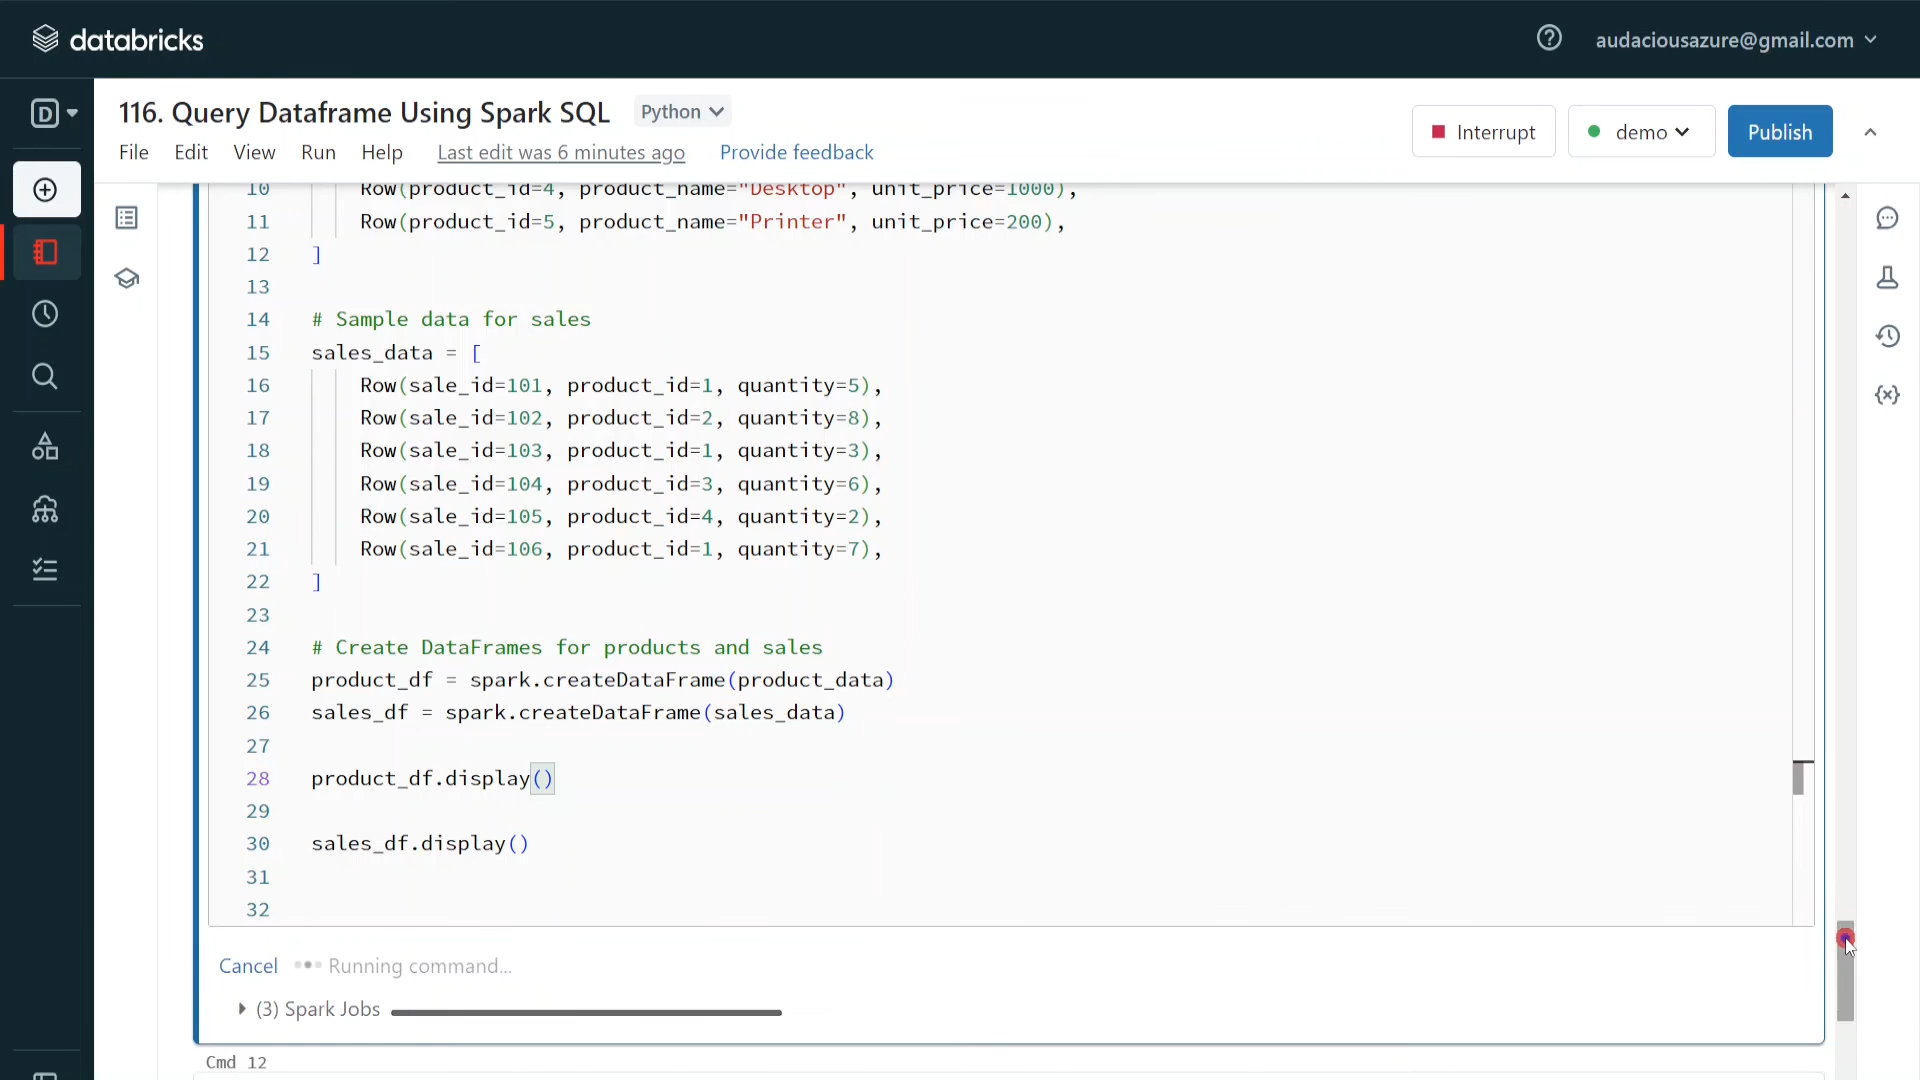 databricks
audaciousazure@gmail.com
D
116. Query Dataframe Using Spark SQL
Python
File Edit View Run Help Last edit was 6 minutes ago Provide feedback
Interrupt
demo
Publish
10 Row(product_id=4, product_name="Desktop", unit_price=1000),
11 Row(product_id=5, product_name="Printer", unit_price=200),
12 ]
13
14 # Sample data for sales
15 sales_data = [
16 Row(sale_id=101, product_id=1, quantity=5),
17 Row(sale_id=102, product_id=2, quantity=8),
18 Row(sale_id=103, product_id=1, quantity=3),
19 Row(sale_id=104, product_id=3, quantity=6),
20 Row(sale_id=105, product_id=4, quantity=2),
21 Row(sale_id=106, product_id=1, quantity=7),
22 ]
23
24 # Create DataFrames for products and sales
25 product_df = spark.createDataFrame(product_data)
26 sales_df = spark.createDataFrame(sales_data)
27
28 product_df.display()
29
30 sales_df.display()
31
32
Cancel Running command...
(3) Spark Jobs
Cmd 12